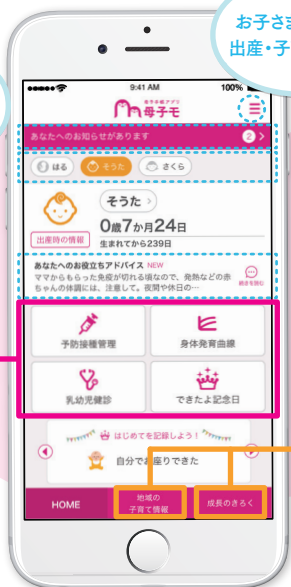 お子さま
出産・子
9:41 AM
100%
母子手帳アプリ
母子モ
あなたへのお知らせがあります 2
はる そうた さくら
そうた
0歳7か月24日
出産時の情報 生まれてから239日
あなたへのお役立ちアドバイス NEW
ママからもらった免疫が切れる頃なので、発熱などの赤
ちゃんの体調には、注意して。夜間や休日の…
続きを読む
予防接種管理 身体発育曲線
乳幼児健診 できたよ記念日
はじめてを記録しよう!
自分でお座りできた
HOME 地域の
子育て情報 成長のきろく